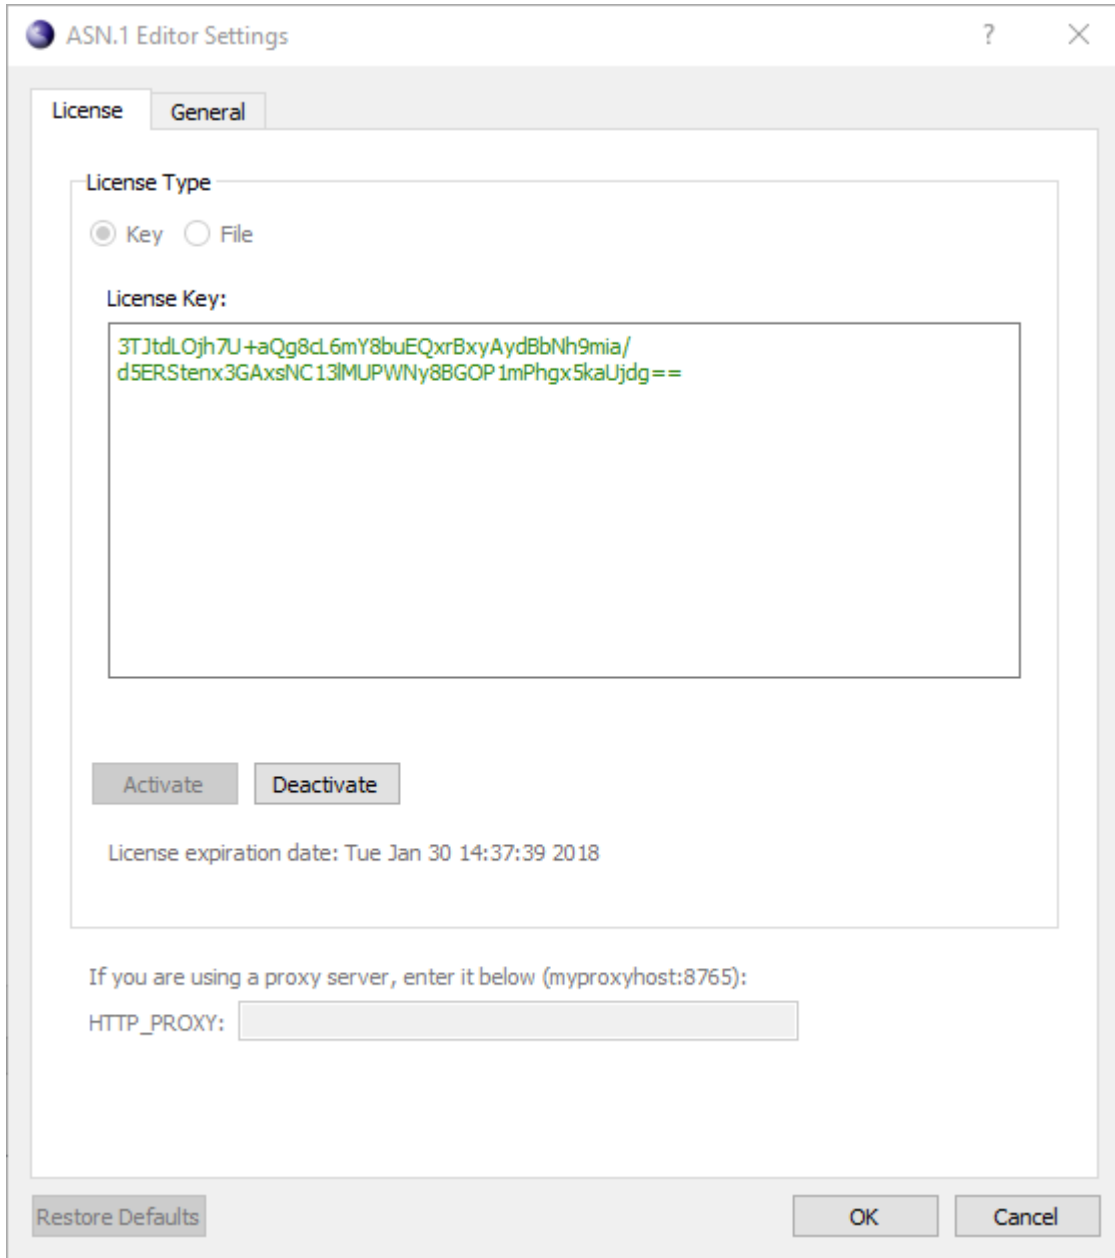 ASN.1 Editor Settings
?
License
General
License Type
Key
File
License Key:
3TJtdLOjh7U+aQg8cL6mY8buEQxrBxyAydBbNh9mia/
d5ERStenx3GAxsNC13lMUPWNy8BGOP1mPhgx5kaUjdg==
Activate
Deactivate
License expiration date: Tue Jan 30 14:37:39 2018
If you are using a proxy server, enter it below (myproxyhost:8765):
HTTP_PROXY:
Restore Defaults
OK
Cancel